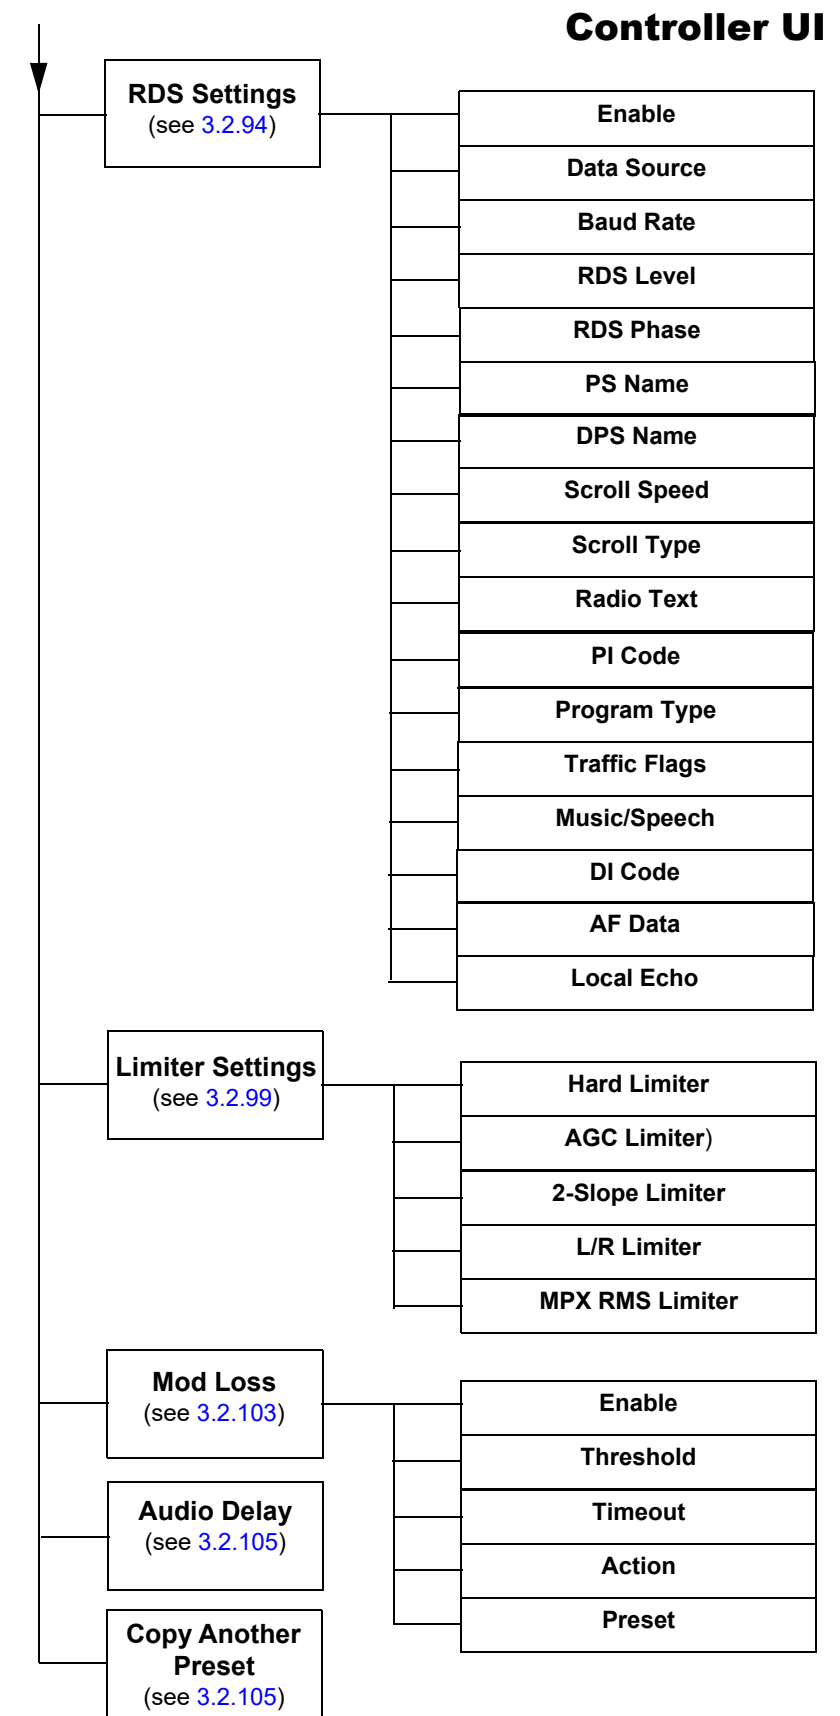 Controller UI
RDS Settings
(see 3.2.94)
Enable
Data Source
Baud Rate
RDS Level
RDS Phase
PS Name
DPS Name
Scroll Speed
Scroll Type
Radio Text
PI Code
Program Type
Traffic Flags
Music/Speech
DI Code
AF Data
Local Echo
Limiter Settings
(see 3.2.99)
Hard Limiter
AGC Limiter)
2-Slope Limiter
L/R Limiter
MPX RMS Limiter
Mod Loss
(see 3.2.103)
Enable
Threshold
Timeout
Action
Preset
Audio Delay
(see 3.2.105)
Copy Another
Preset
(see 3.2.105)